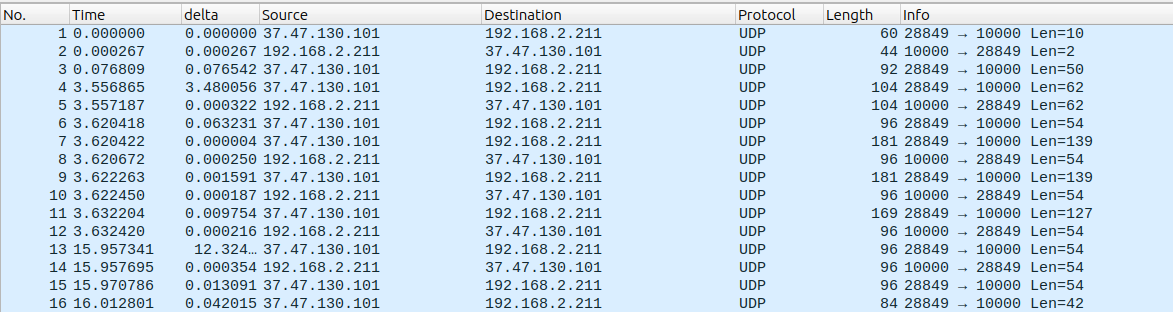 No. Time delta Source Destination Protocol Length Info
1 0.000000 0.000000 37.47.130.101 192.168.2.211 UDP 60 28849 → 10000 Len=10
2 0.000267 0.000267 192.168.2.211 37.47.130.101 UDP 44 10000 → 28849 Len=2
3 0.076809 0.076542 37.47.130.101 192.168.2.211 UDP 92 28849 → 10000 Len=50
4 3.556865 3.480056 37.47.130.101 192.168.2.211 UDP 104 28849 → 10000 Len=62
5 3.557187 0.000322 192.168.2.211 37.47.130.101 UDP 104 10000 → 28849 Len=62
6 3.620418 0.063231 37.47.130.101 192.168.2.211 UDP 96 28849 → 10000 Len=54
7 3.620422 0.000004 37.47.130.101 192.168.2.211 UDP 181 28849 → 10000 Len=139
8 3.620672 0.000250 192.168.2.211 37.47.130.101 UDP 96 10000 → 28849 Len=54
9 3.622263 0.001591 37.47.130.101 192.168.2.211 UDP 181 28849 → 10000 Len=139
10 3.622450 0.000187 192.168.2.211 37.47.130.101 UDP 96 10000 → 28849 Len=54
11 3.632204 0.009754 37.47.130.101 192.168.2.211 UDP 169 28849 → 10000 Len=127
12 3.632420 0.000216 192.168.2.211 37.47.130.101 UDP 96 10000 → 28849 Len=54
13 15.957341 12.324… 37.47.130.101 192.168.2.211 UDP 96 28849 → 10000 Len=54
14 15.957695 0.000354 192.168.2.211 37.47.130.101 UDP 96 10000 → 28849 Len=54
15 15.970786 0.013091 37.47.130.101 192.168.2.211 UDP 96 28849 → 10000 Len=54
16 16.012801 0.042015 37.47.130.101 192.168.2.211 UDP 84 28849 → 10000 Len=42